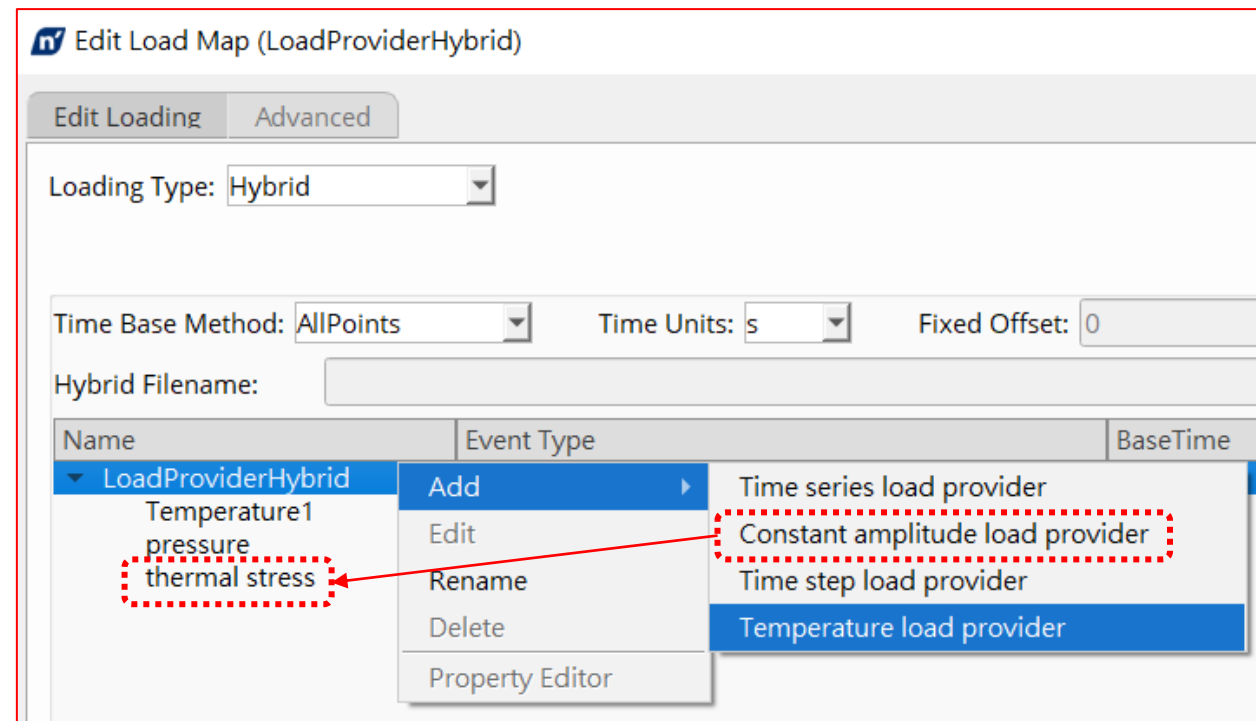 Edit Load Map (LoadProviderHybrid)
Edit Loading Advanced
Loading Type: Hybrid
Time Base Method: AllPoints Time Units: s Fixed Offset: 0
Hybrid Filename:
Name Event Type BaseTime
LoadProviderHybrid
Temperature1
pressure
thermal stress
Add
Edit
Rename
Delete
Property Editor
Time series load provider
Constant amplitude load provider
Time step load provider
Temperature load provider